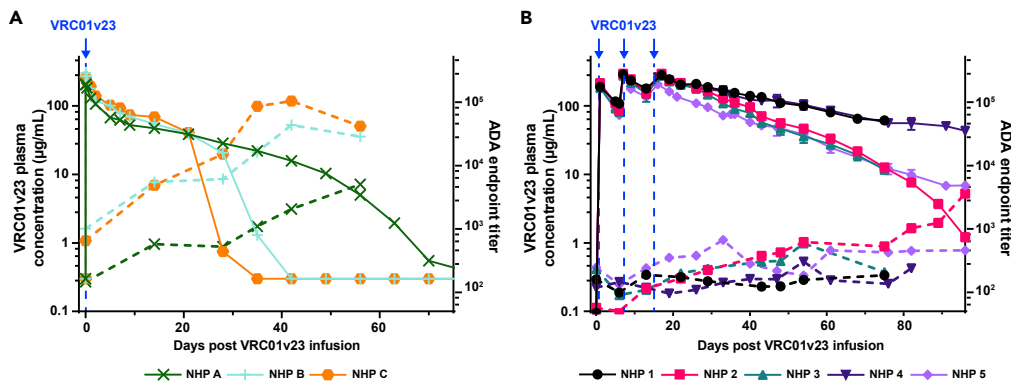 A
VRC01v23
VRC01v23 plasma
concentration (µg/mL)
100
10
1
0.1
10⁵
10⁴
10³
10²
ADA endpoint titer
0
20
40
60
Days post VRC01v23 infusion
NHP A
NHP B
NHP C
B
VRC01v23
VRC01v23 plasma
concentration (µg/mL)
100
10
1
0.1
10⁵
10⁴
10³
10²
ADA endpoint titer
0
20
40
60
80
Days post VRC01v23 infusion
NHP 1
NHP 2
NHP 3
NHP 4
NHP 5